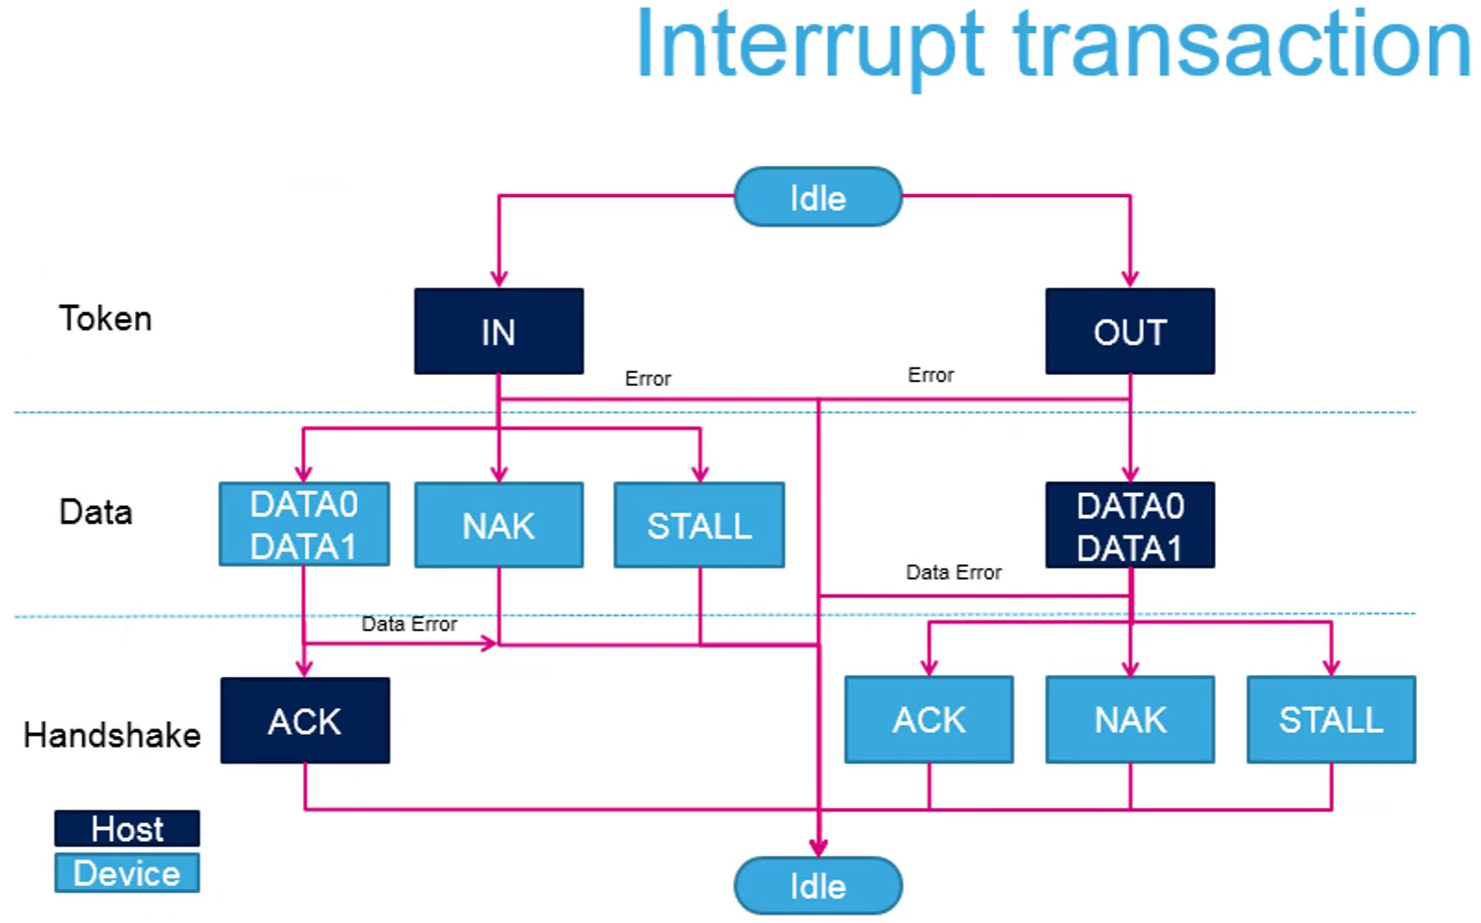 Interrupt transaction
Idle
Token
IN
OUT
Error
Error
Data
DATA0
DATA1
NAK
STALL
DATA0
DATA1
Data Error
Data Error
Handshake
ACK
ACK
NAK
STALL
Host
Device
Idle